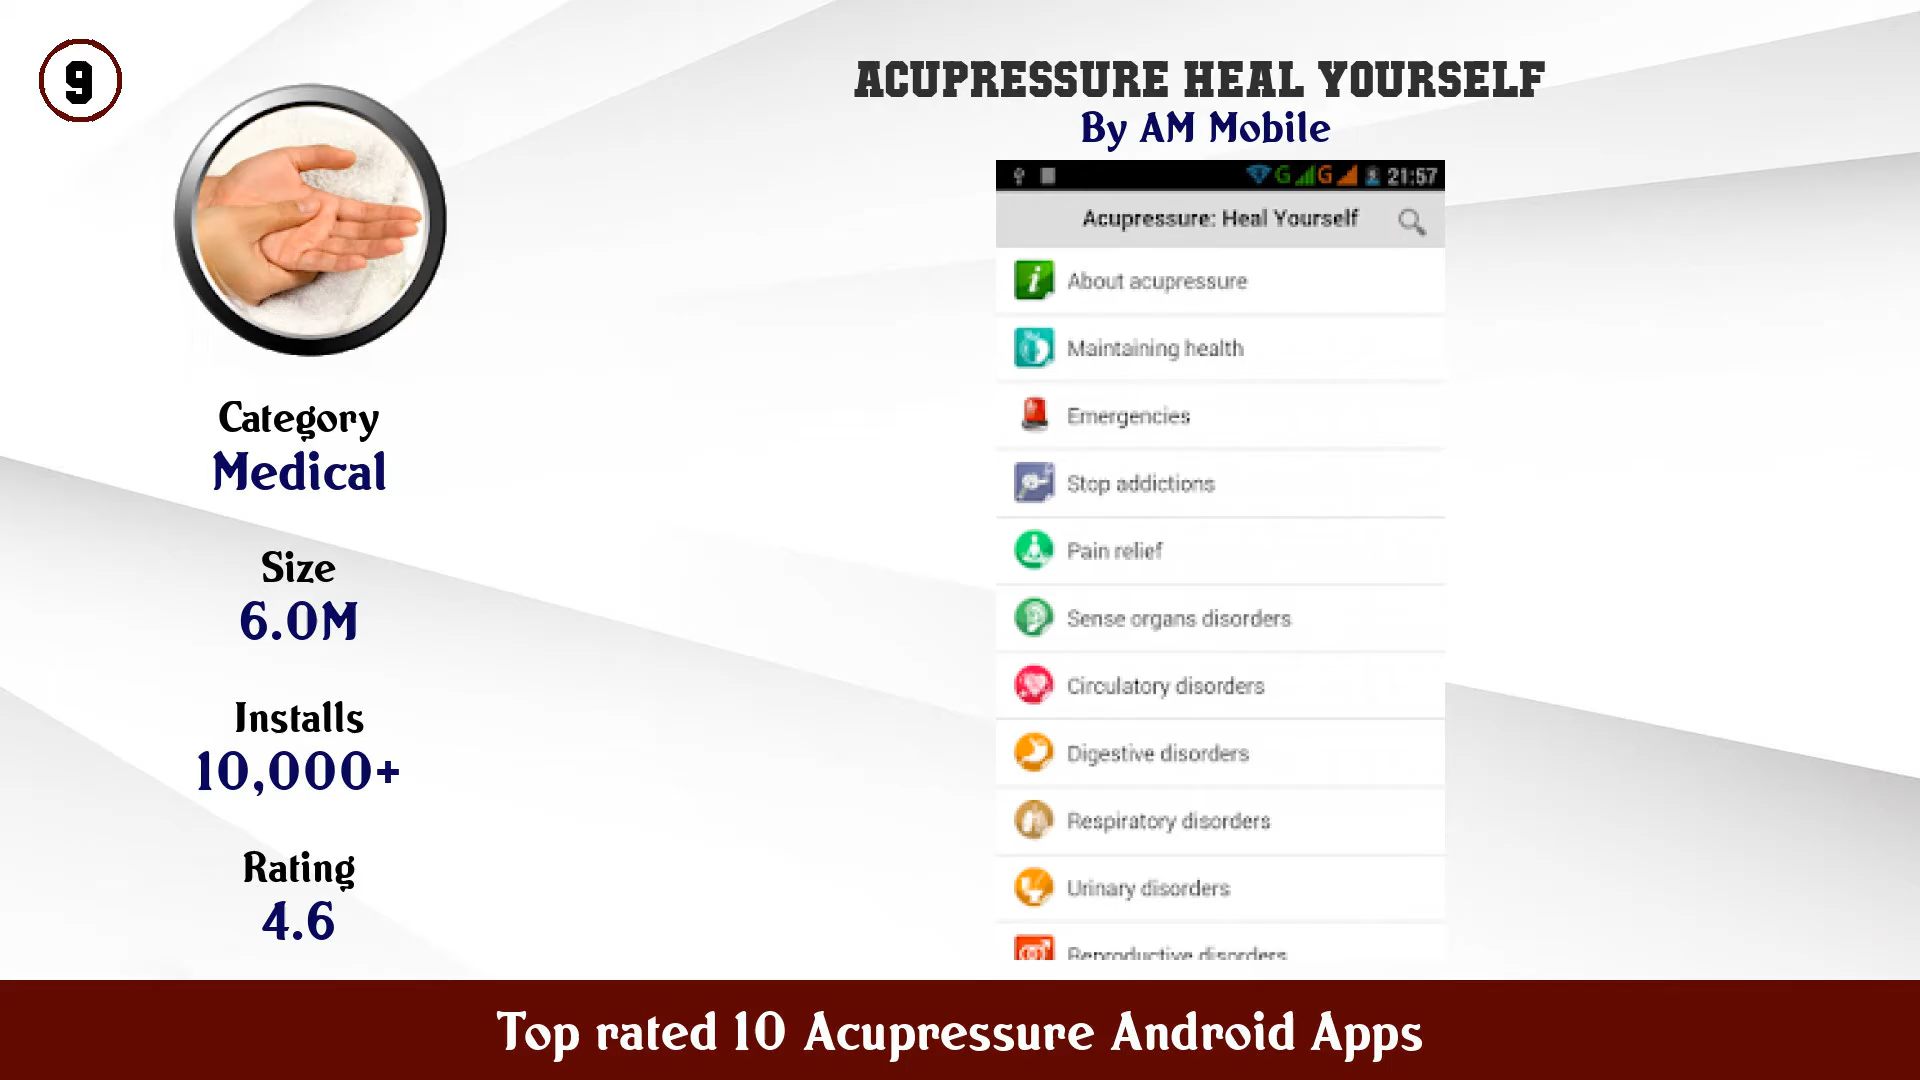 9
ACUPRESSURE HEAL YOURSELF
By AM Mobile
Category
Medical
Size
6.0M
Installs
10,000+
Rating
4.6
G G 21:57
Acupressure: Heal Yourself
About acupressure
Maintaining health
Emergencies
Stop addictions
Pain relief
Sense organs disorders
Circulatory disorders
Digestive disorders
Respiratory disorders
Urinary disorders
Reproductive disorders
Top rated 10 Acupressure Android Apps